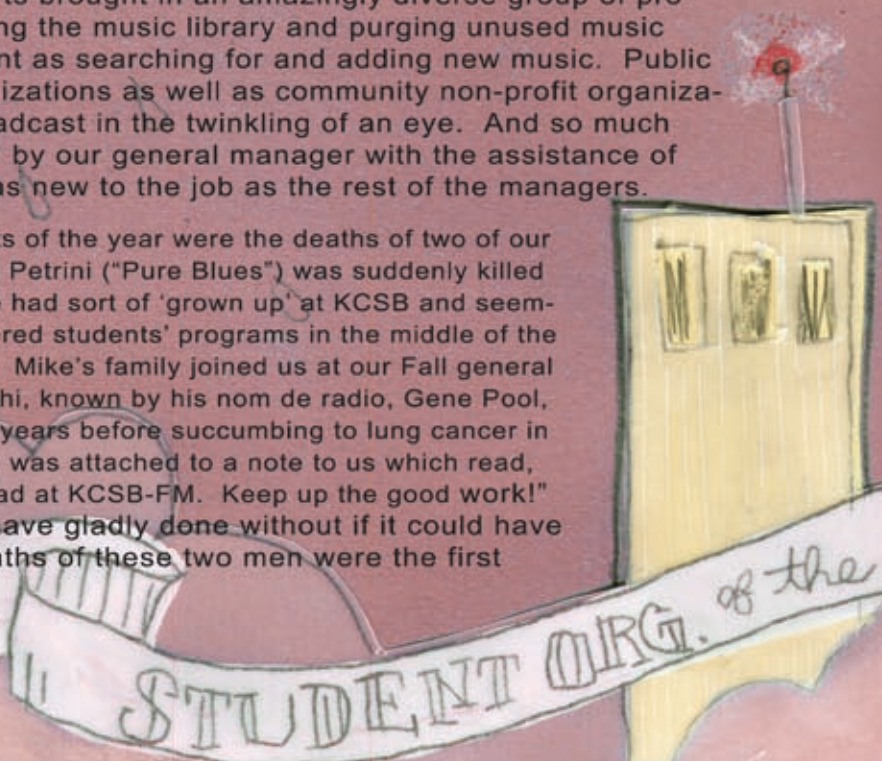 ts brought in an amazingly diverse group of pro-
ng the music library and purging unused music
nt as searching for and adding new music. Public
izations as well as community non-profit organiza-
adcast in the twinkling of an eye. And so much
by our general manager with the assistance of
as new to the job as the rest of the managers.
ts of the year were the deaths of two of our
Petrini (“Pure Blues”) was suddenly killed
e had sort of ‘grown up’ at KCSB and seem-
red students’ programs in the middle of the
Mike’s family joined us at our Fall general
hi, known by his nom de radio, Gene Pool,
years before succumbing to lung cancer in
was attached to a note to us which read,
ad at KCSB-FM. Keep up the good work!”
ave gladly done without if it could have
aths of these two men were the first
STUDENT ORG. of the